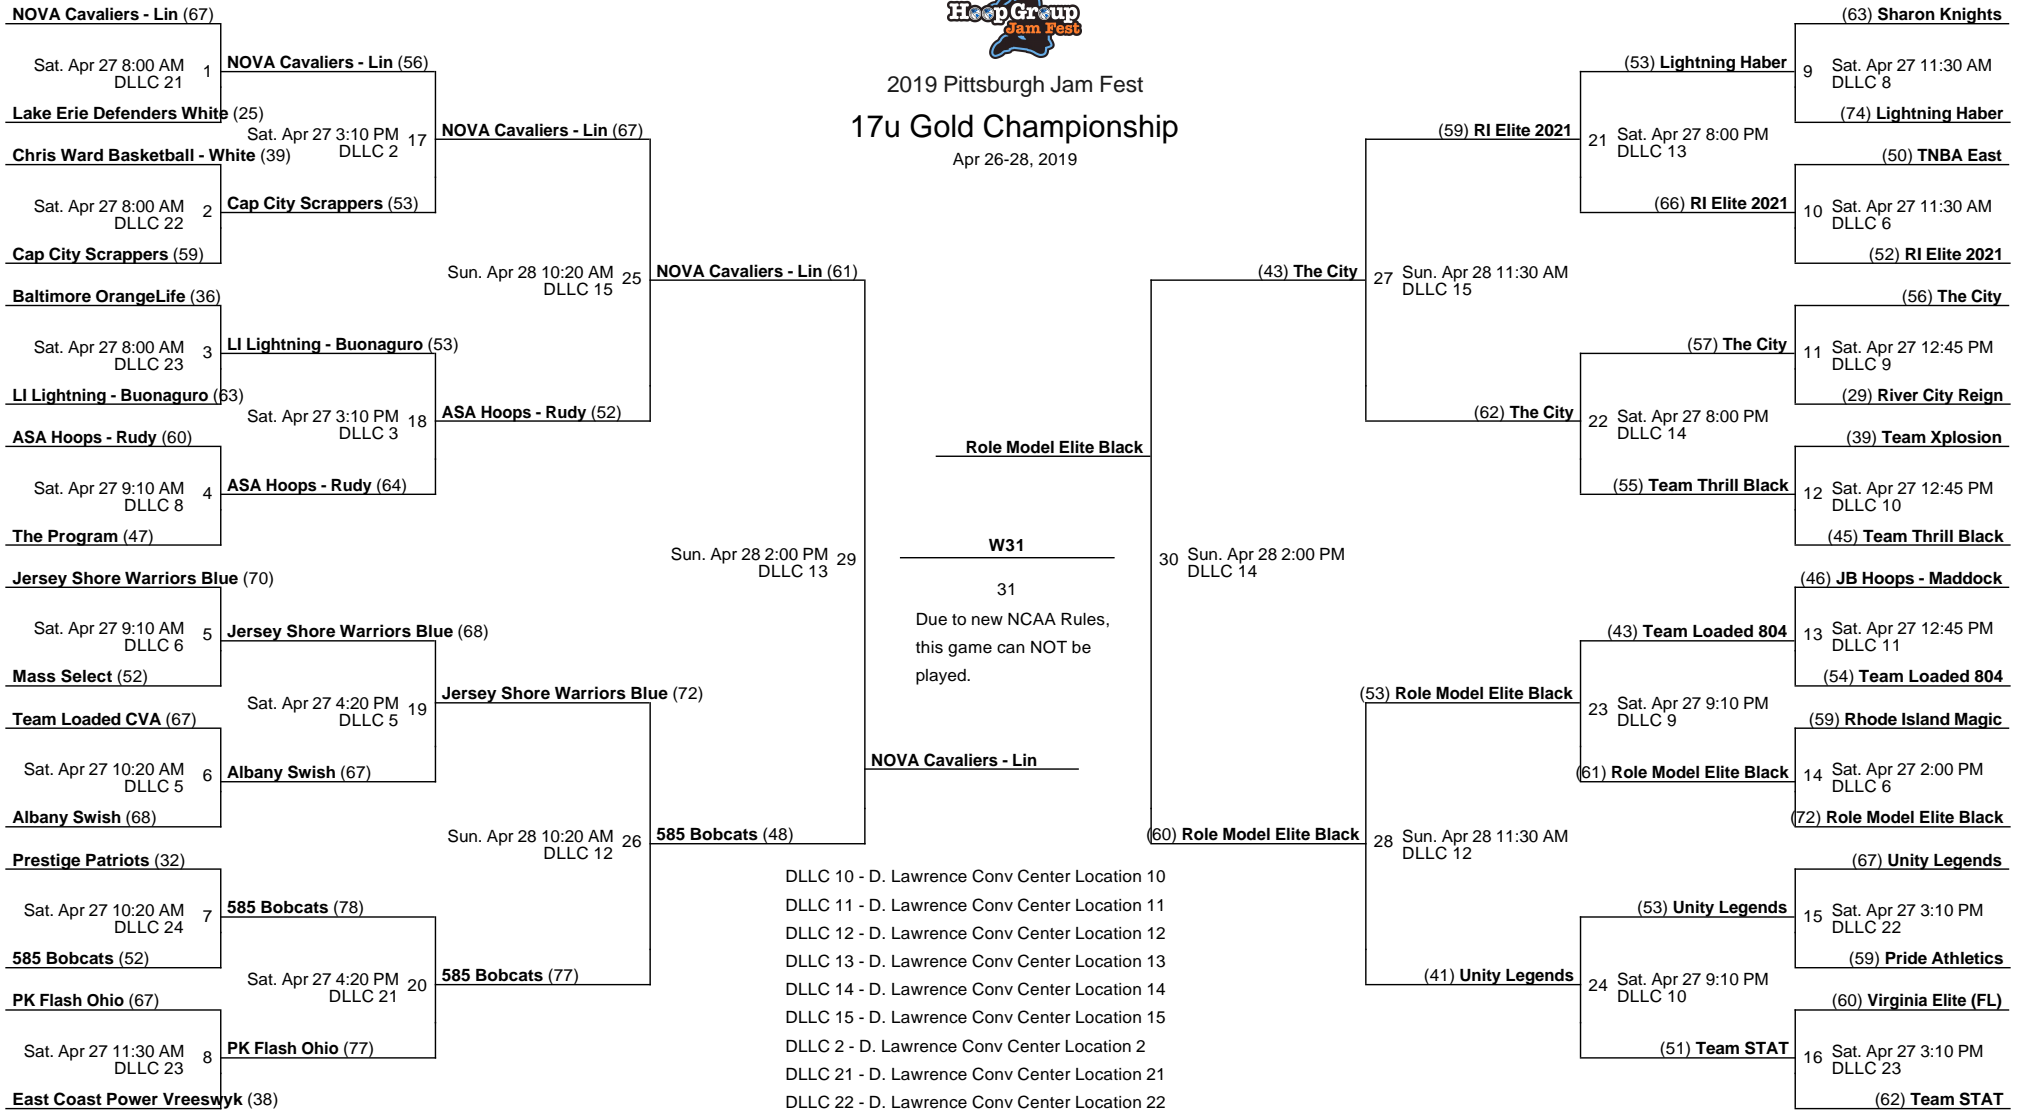 HoopGroup
Jam Fest
2019 Pittsburgh Jam Fest
17u Gold Championship
Apr 26-28, 2019
NOVA Cavaliers - Lin (67)
Sat. Apr 27 8:00 AM 1
DLLC 21
Lake Erie Defenders White (25)
Chris Ward Basketball - White (39)
Sat. Apr 27 8:00 AM 2
DLLC 22
Cap City Scrappers (59)
Baltimore OrangeLife (36)
Sat. Apr 27 8:00 AM 3
DLLC 23
LI Lightning - Buonaguro (63)
ASA Hoops - Rudy (60)
Sat. Apr 27 9:10 AM 4
DLLC 8
The Program (47)
Jersey Shore Warriors Blue (70)
Sat. Apr 27 9:10 AM 5
DLLC 6
Mass Select (52)
Team Loaded CVA (67)
Sat. Apr 27 10:20 AM 6
DLLC 5
Albany Swish (68)
Prestige Patriots (32)
Sat. Apr 27 10:20 AM 7
DLLC 24
585 Bobcats (52)
PK Flash Ohio (67)
Sat. Apr 27 11:30 AM 8
DLLC 23
East Coast Power Vreeswyk (38)
NOVA Cavaliers - Lin (56)
Sat. Apr 27 3:10 PM 17
DLLC 2
Cap City Scrappers (53)
LI Lightning - Buonaguro (53)
Sat. Apr 27 3:10 PM 18
DLLC 3
ASA Hoops - Rudy (64)
Jersey Shore Warriors Blue (68)
Sat. Apr 27 4:20 PM 19
DLLC 5
Albany Swish (67)
585 Bobcats (78)
Sat. Apr 27 4:20 PM 20
DLLC 21
PK Flash Ohio (77)
NOVA Cavaliers - Lin (67)
Sun. Apr 28 10:20 AM 25
DLLC 15
ASA Hoops - Rudy (52)
Jersey Shore Warriors Blue (72)
Sun. Apr 28 10:20 AM 26
DLLC 12
585 Bobcats (77)
NOVA Cavaliers - Lin (61)
Sun. Apr 28 2:00 PM 29
DLLC 13
585 Bobcats (48)
Role Model Elite Black
W31
31
Due to new NCAA Rules,
this game can NOT be
played.
NOVA Cavaliers - Lin
DLLC 10 - D. Lawrence Conv Center Location 10
DLLC 11 - D. Lawrence Conv Center Location 11
DLLC 12 - D. Lawrence Conv Center Location 12
DLLC 13 - D. Lawrence Conv Center Location 13
DLLC 14 - D. Lawrence Conv Center Location 14
DLLC 15 - D. Lawrence Conv Center Location 15
DLLC 2 - D. Lawrence Conv Center Location 2
DLLC 21 - D. Lawrence Conv Center Location 21
DLLC 22 - D. Lawrence Conv Center Location 22
(43) The City
30 Sun. Apr 28 2:00 PM
DLLC 14
(60) Role Model Elite Black
(59) RI Elite 2021
27 Sun. Apr 28 11:30 AM
DLLC 15
(62) The City
(53) Role Model Elite Black
28 Sun. Apr 28 11:30 AM
DLLC 12
(41) Unity Legends
(53) Lightning Haber
21 Sat. Apr 27 8:00 PM
DLLC 13
(66) RI Elite 2021
(57) The City
22 Sat. Apr 27 8:00 PM
DLLC 14
(55) Team Thrill Black
(43) Team Loaded 804
23 Sat. Apr 27 9:10 PM
DLLC 9
(61) Role Model Elite Black
(53) Unity Legends
24 Sat. Apr 27 9:10 PM
DLLC 10
(51) Team STAT
(63) Sharon Knights
9 Sat. Apr 27 11:30 AM
DLLC 8
(74) Lightning Haber
(50) TNBA East
10 Sat. Apr 27 11:30 AM
DLLC 6
(52) RI Elite 2021
(56) The City
11 Sat. Apr 27 12:45 PM
DLLC 9
(29) River City Reign
(39) Team Xplosion
12 Sat. Apr 27 12:45 PM
DLLC 10
(45) Team Thrill Black
(46) JB Hoops - Maddock
13 Sat. Apr 27 12:45 PM
DLLC 11
(54) Team Loaded 804
(59) Rhode Island Magic
14 Sat. Apr 27 2:00 PM
DLLC 6
(72) Role Model Elite Black
(67) Unity Legends
15 Sat. Apr 27 3:10 PM
DLLC 22
(59) Pride Athletics
(60) Virginia Elite (FL)
16 Sat. Apr 27 3:10 PM
DLLC 23
(62) Team STAT